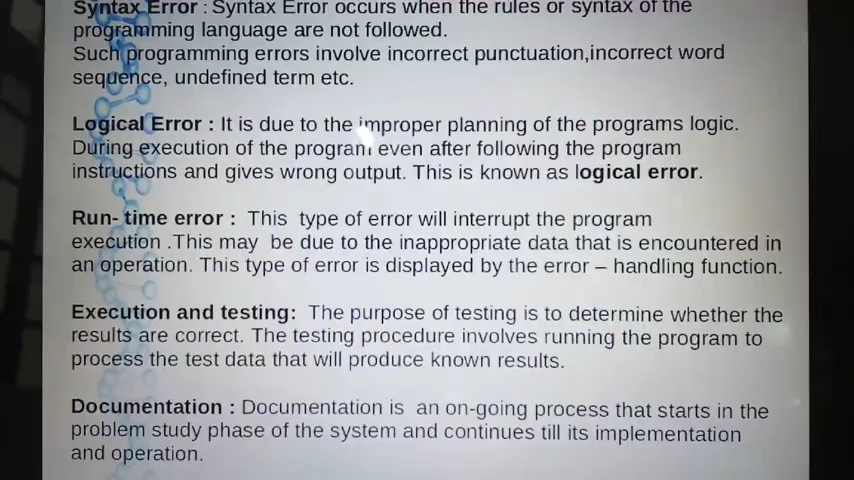 Syntax Error : Syntax Error occurs when the rules or syntax of the
programming language are not followed.
Such programming errors involve incorrect punctuation,incorrect word
sequence, undefined term etc.
Logical Error : It is due to the improper planning of the programs logic.
During execution of the program even after following the program
instructions and gives wrong output. This is known as logical error.
Run- time error : This type of error will interrupt the program
execution .This may be due to the inappropriate data that is encountered in
an operation. This type of error is displayed by the error – handling function.
Execution and testing: The purpose of testing is to determine whether the
results are correct. The testing procedure involves running the program to
process the test data that will produce known results.
Documentation : Documentation is an on-going process that starts in the
problem study phase of the system and continues till its implementation
and operation.